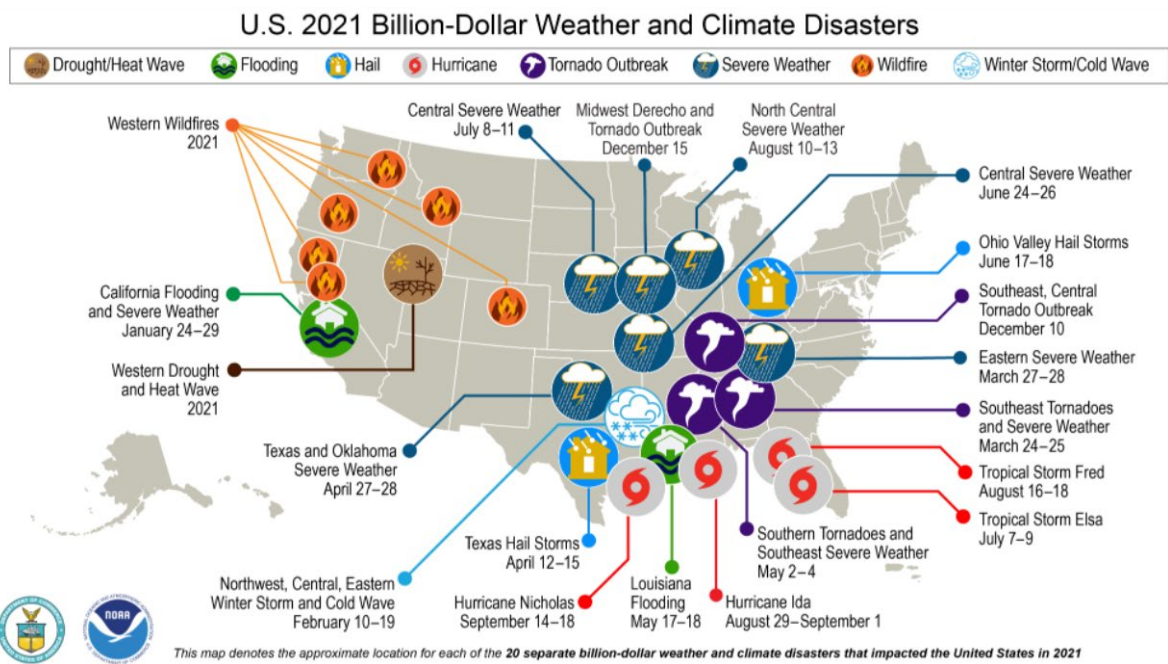 U.S. 2021 Billion-Dollar Weather and Climate Disasters
Drought/Heat Wave
Flooding
Hail
Hurricane
Tornado Outbreak
Severe Weather
Wildfire
Winter Storm/Cold Wave
Western Wildfires
2021
Central Severe Weather
July 8–11
Midwest Derecho and
Tornado Outbreak
December 15
North Central
Severe Weather
August 10–13
Central Severe Weather
June 24–26
Ohio Valley Hail Storms
June 17–18
California Flooding
and Severe Weather
January 24–29
Southeast, Central
Tornado Outbreak
December 10
Eastern Severe Weather
March 27–28
Western Drought
and Heat Wave
2021
Southeast Tornadoes
and Severe Weather
March 24–25
Texas and Oklahoma
Severe Weather
April 27–28
Tropical Storm Fred
August 16–18
Tropical Storm Elsa
July 7–9
Texas Hail Storms
April 12–15
Southern Tornadoes and
Southeast Severe Weather
May 2–4
Northwest, Central, Eastern
Winter Storm and Cold Wave
February 10–19
Hurricane Nicholas
September 14–18
Louisiana
Flooding
May 17–18
Hurricane Ida
August 29–September 1
NOAA
This map denotes the approximate location for each of the 20 separate billion-dollar weather and climate disasters that impacted the United States in 2021